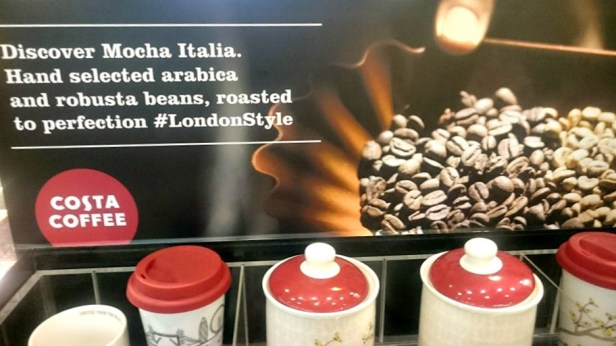 Discover Mocha Italia.
Hand selected arabica
and robusta beans, roasted
to perfection #LondonStyle
COSTA
COFFEE